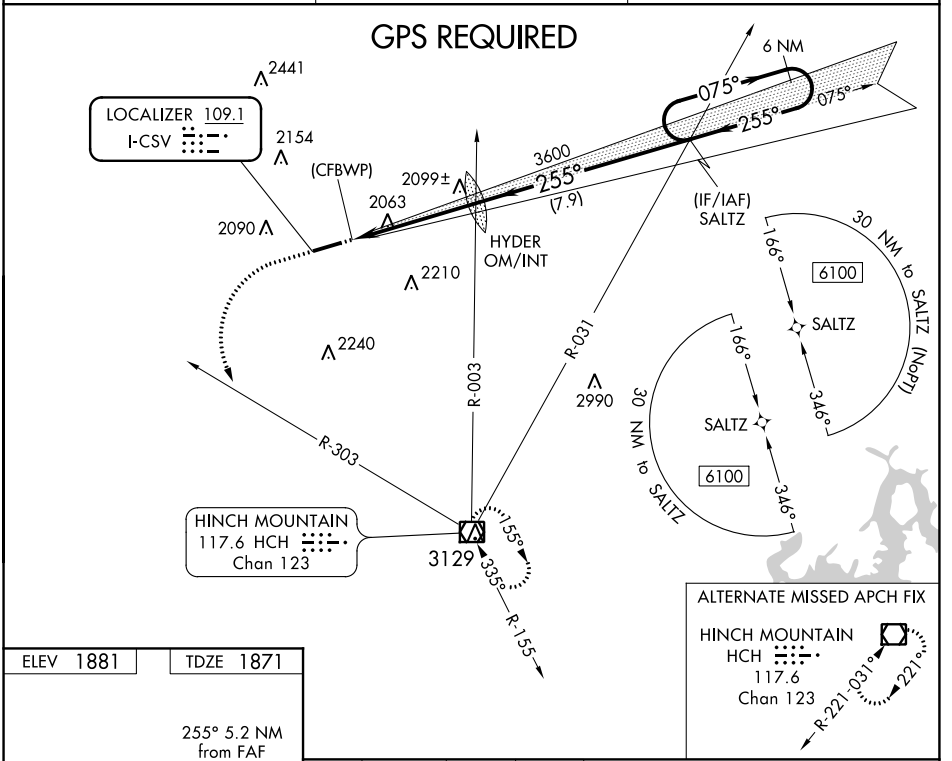 GPS REQUIRED
2441
LOCALIZER 109.1
I-CSV
2154
(CFBWP)
2090
2063
2099±
HYDER
OM/INT
3600
255°
(7.9)
6 NM
075°
255°
075°
(IF/IAF)
SALTZ
2210
2240
2990
R-303
R-003
R-031
30 NM to SALTZ (NoPT)
166°
6100
SALTZ
346°
30 NM to SALTZ
166°
SALTZ
6100
346°
HINCH MOUNTAIN
117.6 HCH
Chan 123
3129
155°
335°
R-155
ELEV 1881
TDZE 1871
255° 5.2 NM
from FAF
ALTERNATE MISSED APCH FIX
HINCH MOUNTAIN
HCH
117.6
Chan 123
R-221-031°
221°